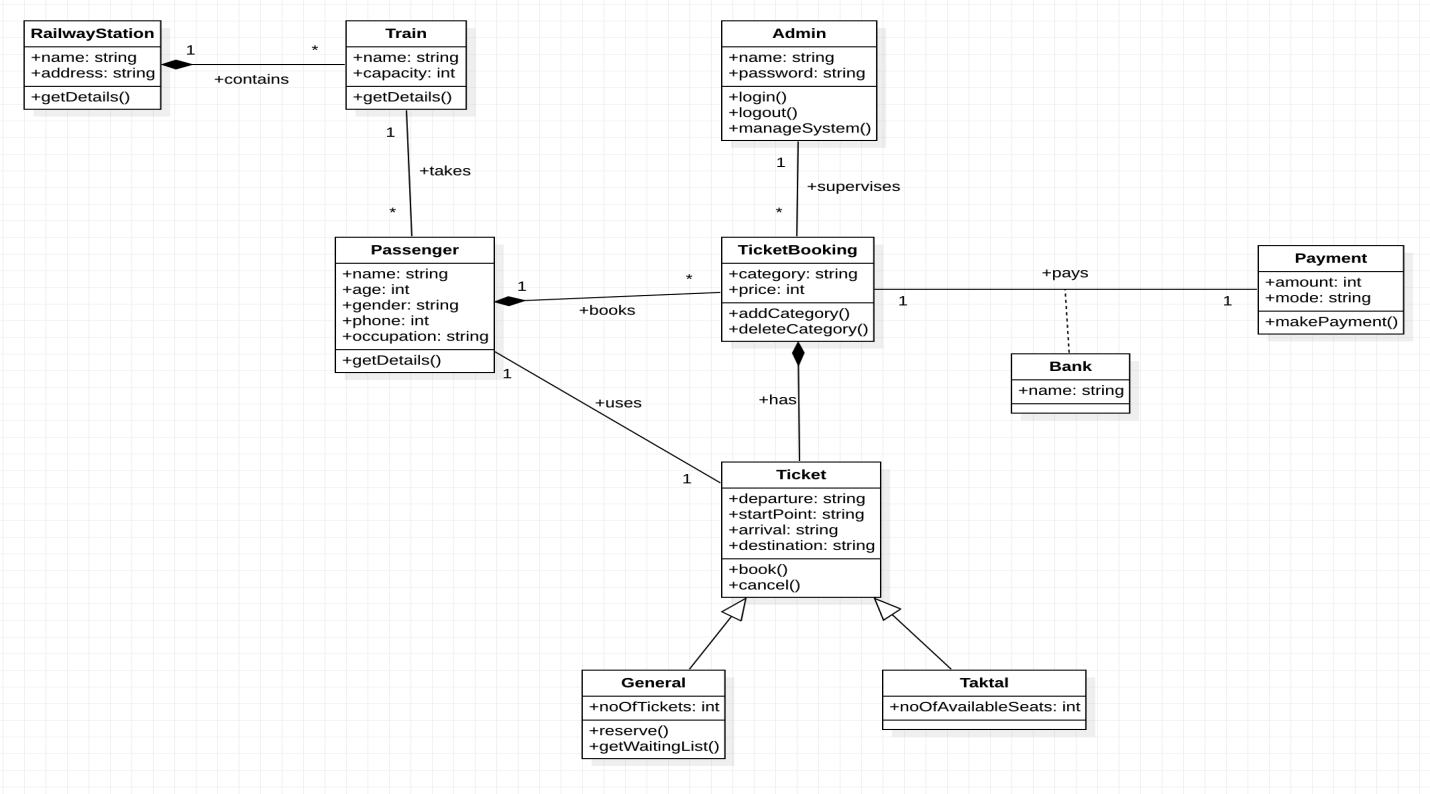 RailwayStation
+name: string
+address: string
+getDetails()
1
*
+contains
Train
+name: string
+capacity: int
+getDetails()
Admin
+name: string
+password: string
+login()
+logout()
+manageSystem()
1
+takes
*
1
+supervises
*
Passenger
+name: string
+age: int
+gender: string
+phone: int
+occupation: string
+getDetails()
1
*
+books
TicketBooking
+category: string
+price: int
+addCategory()
+deleteCategory()
+pays
1
1
Payment
+amount: int
+mode: string
+makePayment()
Bank
+name: string
1
+uses
1
+has
Ticket
+departure: string
+startPoint: string
+arrival: string
+destination: string
+book()
+cancel()
General
+noOfTickets: int
+reserve()
+getWaitingList()
Taktal
+noOfAvailableSeats: int